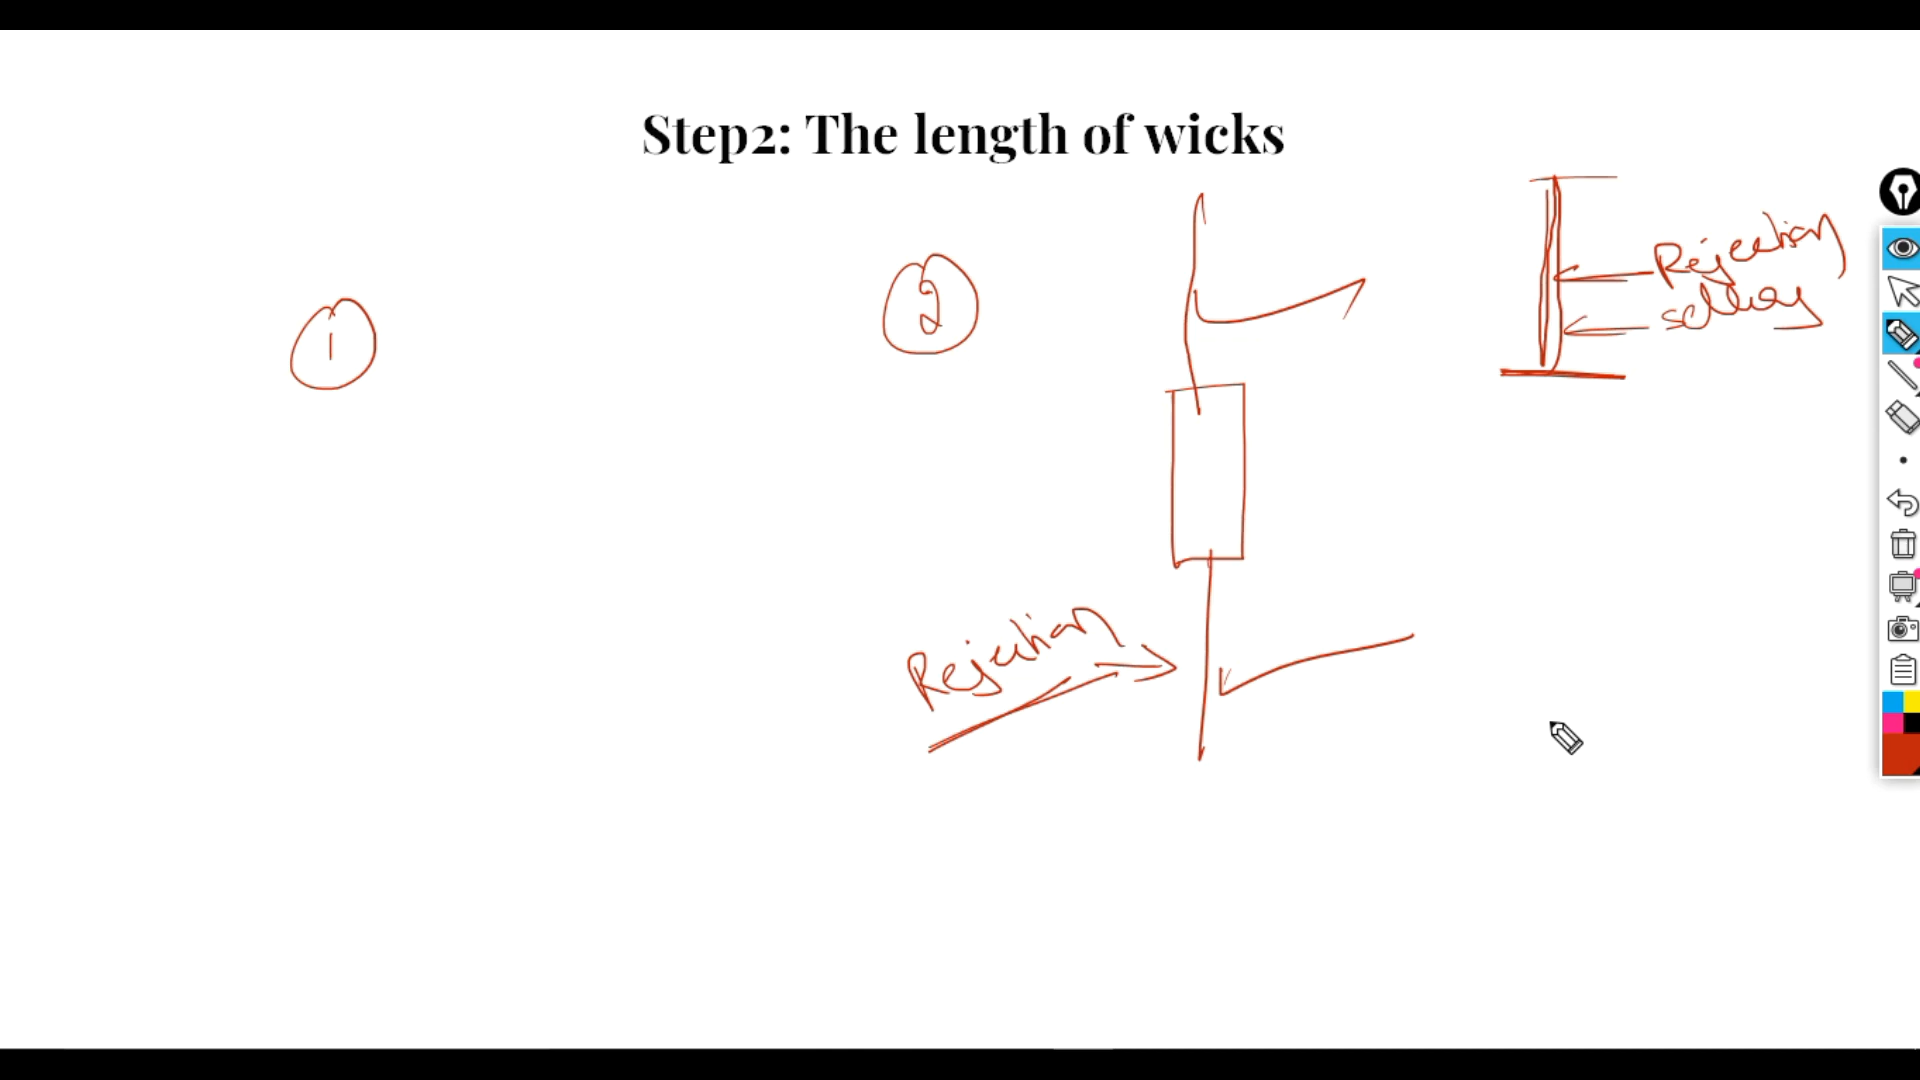 Step2: The length of wicks
Rejection
selling
2
1
Rejection